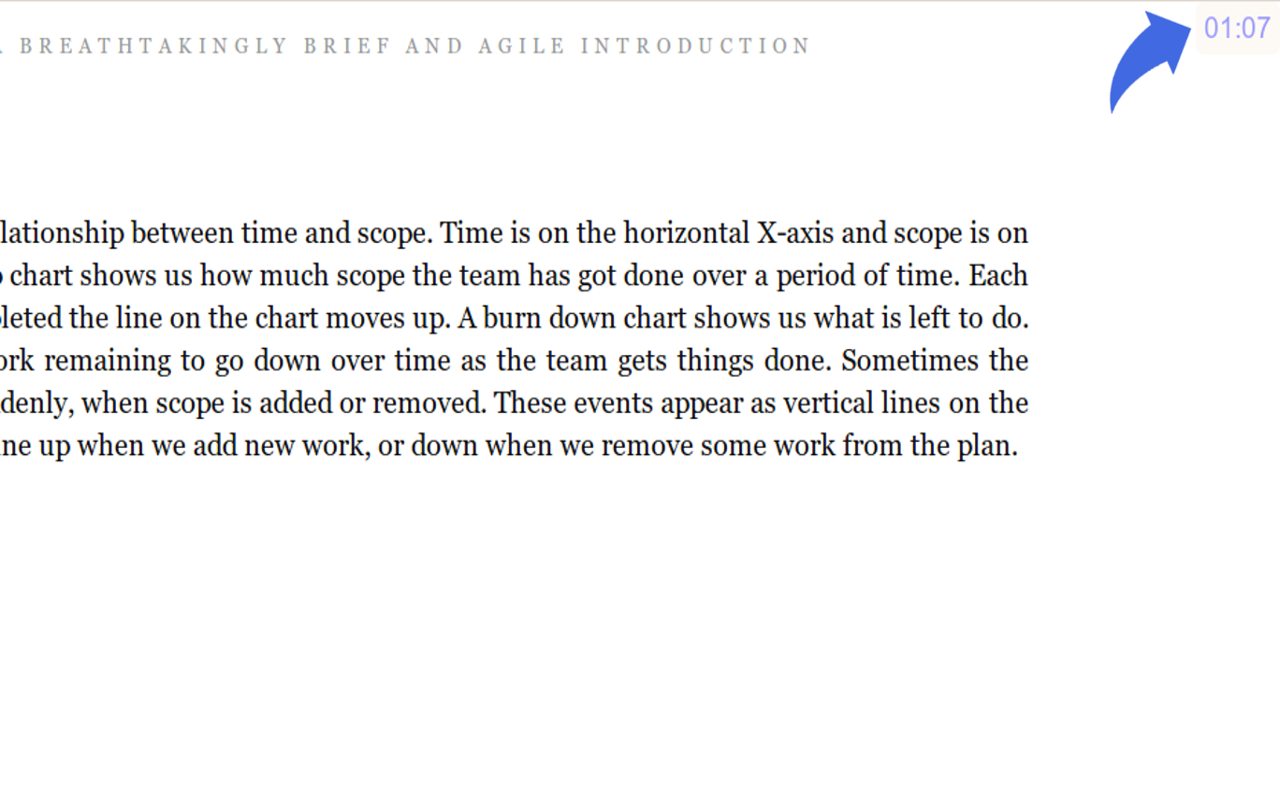 BREATHTAKINGLY BRIEF AND AGILE INTRODUCTION
01:07
between time and scope. Time is on the horizontal X-axis and scope is on
chart shows us how much scope the team has got done over a period of time. Each
the line on the chart moves up. A burn down chart shows us what is left to do.
remaining to go down over time as the team gets things done. Sometimes the
when scope is added or removed. These events appear as vertical lines on the
up when we add new work, or down when we remove some work from the plan.